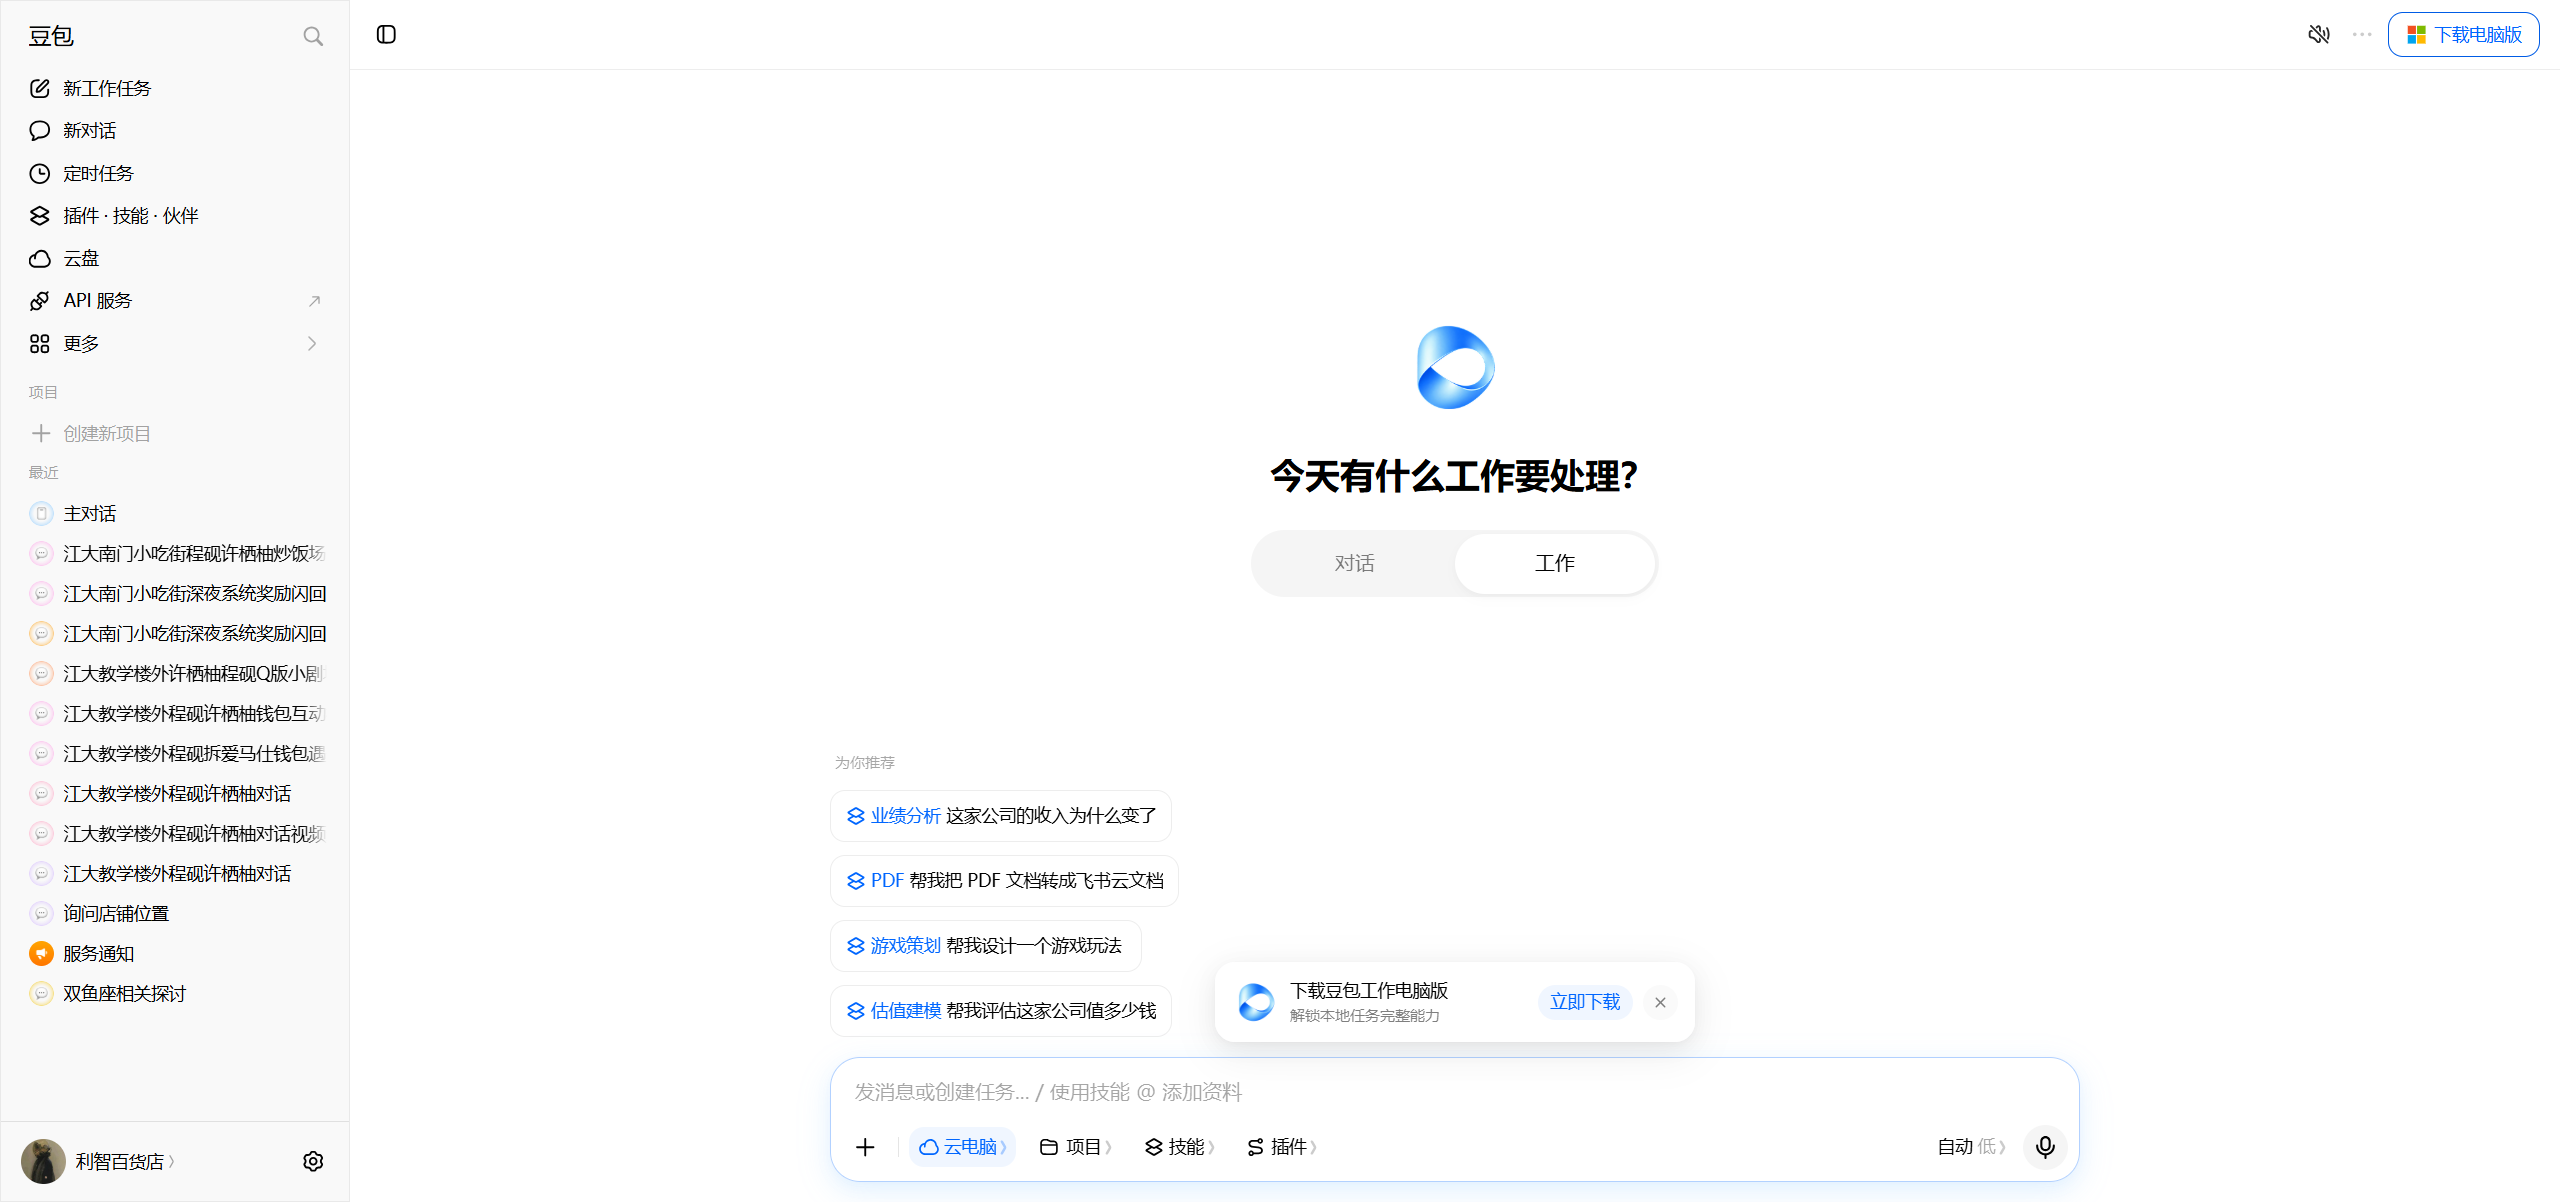 豆包
新工作任务
新对话
定时任务
插件 · 技能 · 伙伴
云盘
API 服务
更多
项目
创建新项目
最近
主对话
江大南门小吃街程砚许栖柚炒饭场
江大南门小吃街深夜系统奖励闪回
江大南门小吃街深夜系统奖励闪回
江大教学楼外许栖柚程砚Q版小剧
江大教学楼外程砚许栖柚钱包互动
江大教学楼外程砚拆爱马仕钱包遇
江大教学楼外程砚许栖柚对话
江大教学楼外程砚许栖柚对话视频
江大教学楼外程砚许栖柚对话
询问店铺位置
服务通知
双鱼座相关探讨
利智百货店
下载电脑版
今天有什么工作要处理？
对话 工作
为你推荐
业绩分析 这家公司的收入为什么变了
PDF 帮我把 PDF 文档转成飞书云文档
游戏策划 帮我设计一个游戏玩法
估值建模 帮我评估这家公司值多少钱
下载豆包工作电脑版
解锁本地任务完整能力
立即下载
发消息或创建任务... / 使用技能 @ 添加资料
云电脑 项目 技能 插件 自动 低